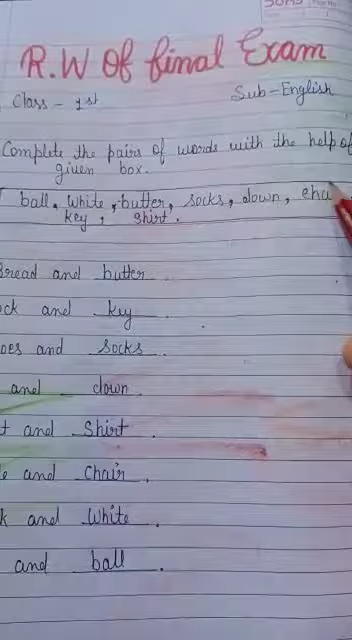 R.W Of final Exam
Class - 1st Sub-English
Complete the pairs of words with the help of
given box.
ball, White, butter, socks, down, cha
key, shirt.
Bread and butter
ock and key.
oes and socks.
and down.
t and Shirt.
e and Chair.
k and White.
and ball.